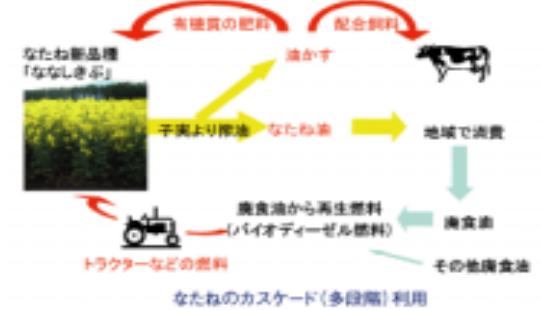 有機質の肥料
配合飼料
なたね新品種
「ななしきぶ」
油かす
子実より搾油
なたね油
地域で消費
廃食油から再生燃料
(バイオディーゼル燃料)
廃食油
トラクターなどの燃料
その他廃食油
なたねのカスケード(多段階)利用